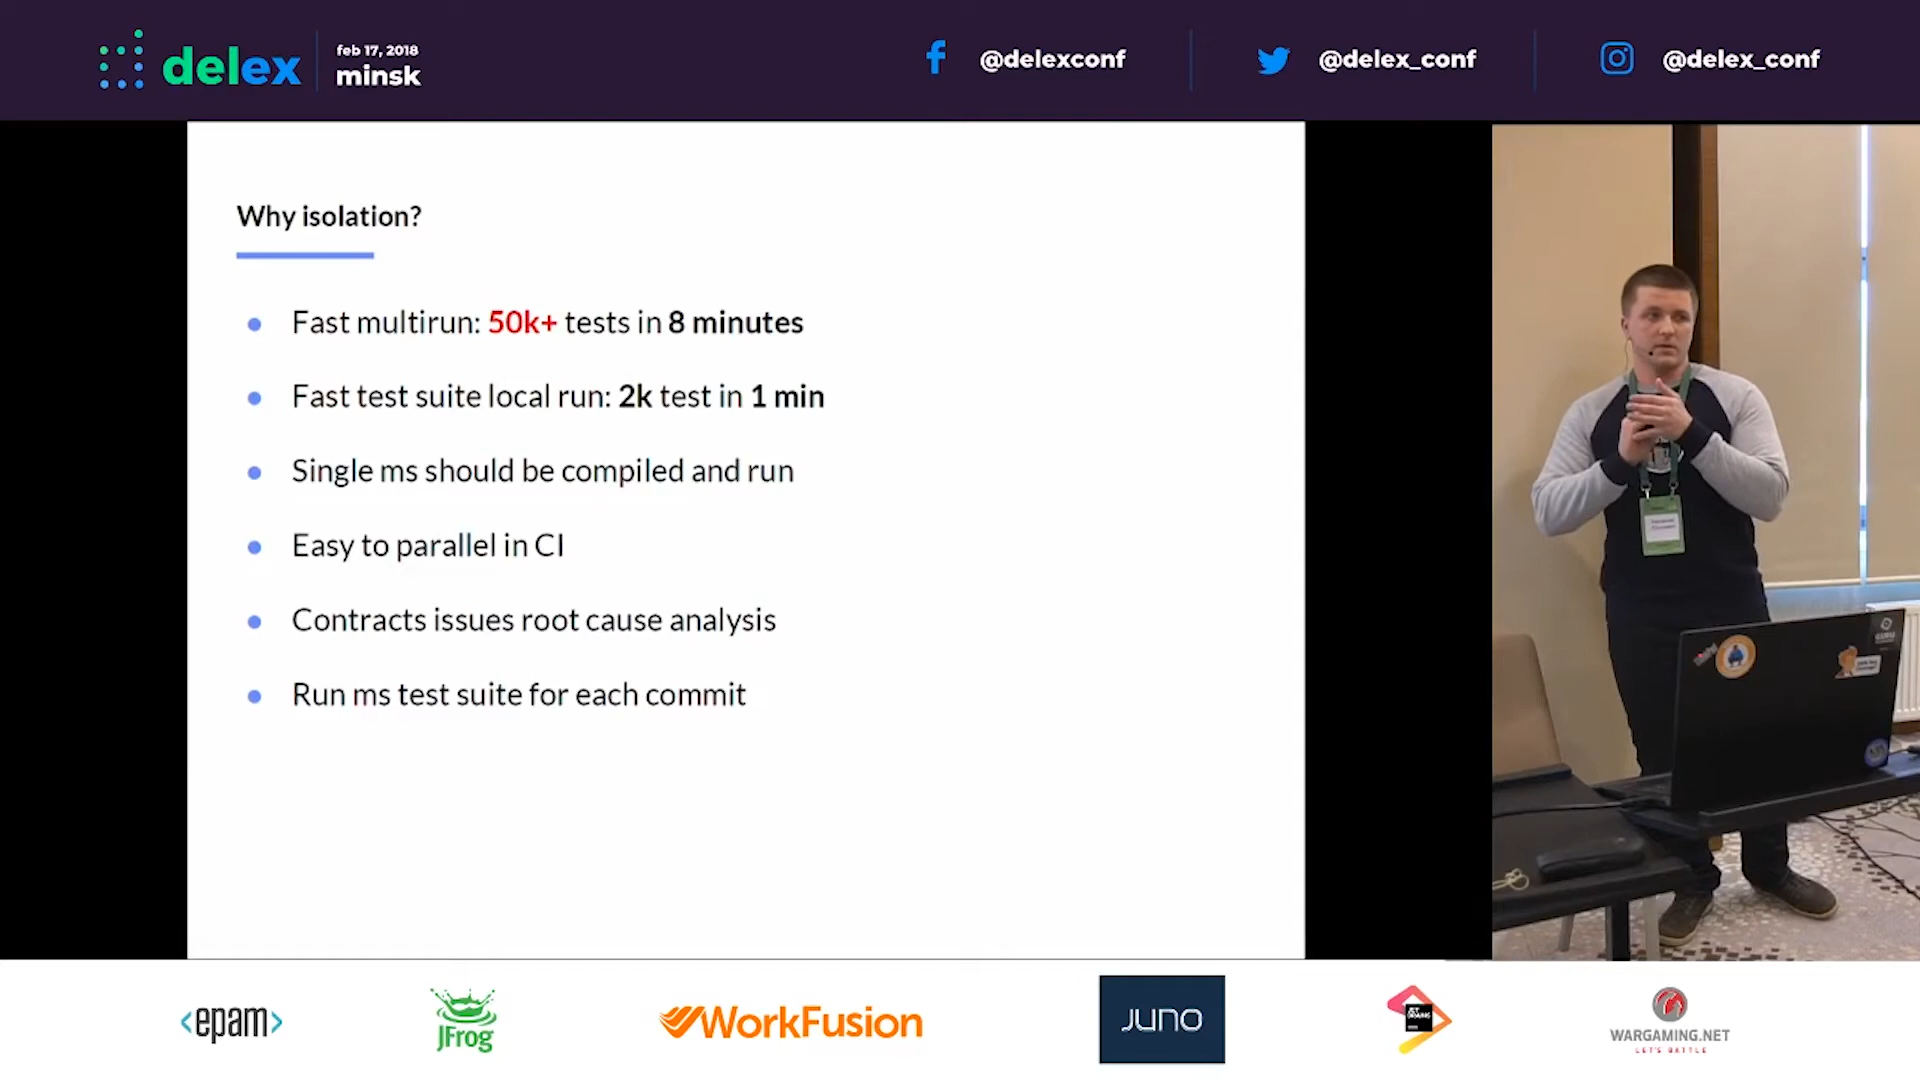 delex
feb 17, 2018
minsk
@delexconf
@delex_conf
@delex_conf
Why isolation?
Fast multirun: 50k+ tests in 8 minutes
Fast test suite local run: 2k test in 1 min
Single ms should be compiled and run
Easy to parallel in CI
Contracts issues root cause analysis
Run ms test suite for each commit
GURU
<epam>
JFrog
WorkFusion
JUNO
JET
BRAINS
WARGAMING.NET
LET'S BATTLE